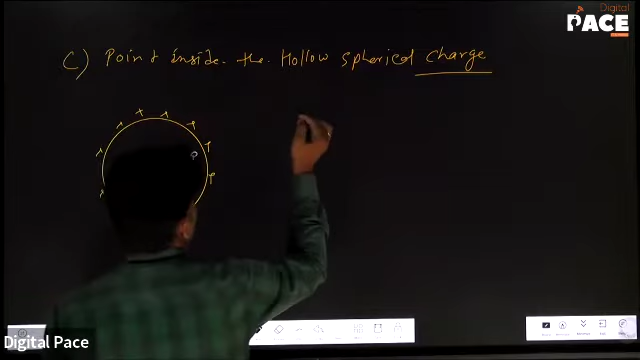 Digital
PACE
C) Point inside the Hollow spherical charge
Digital Pace